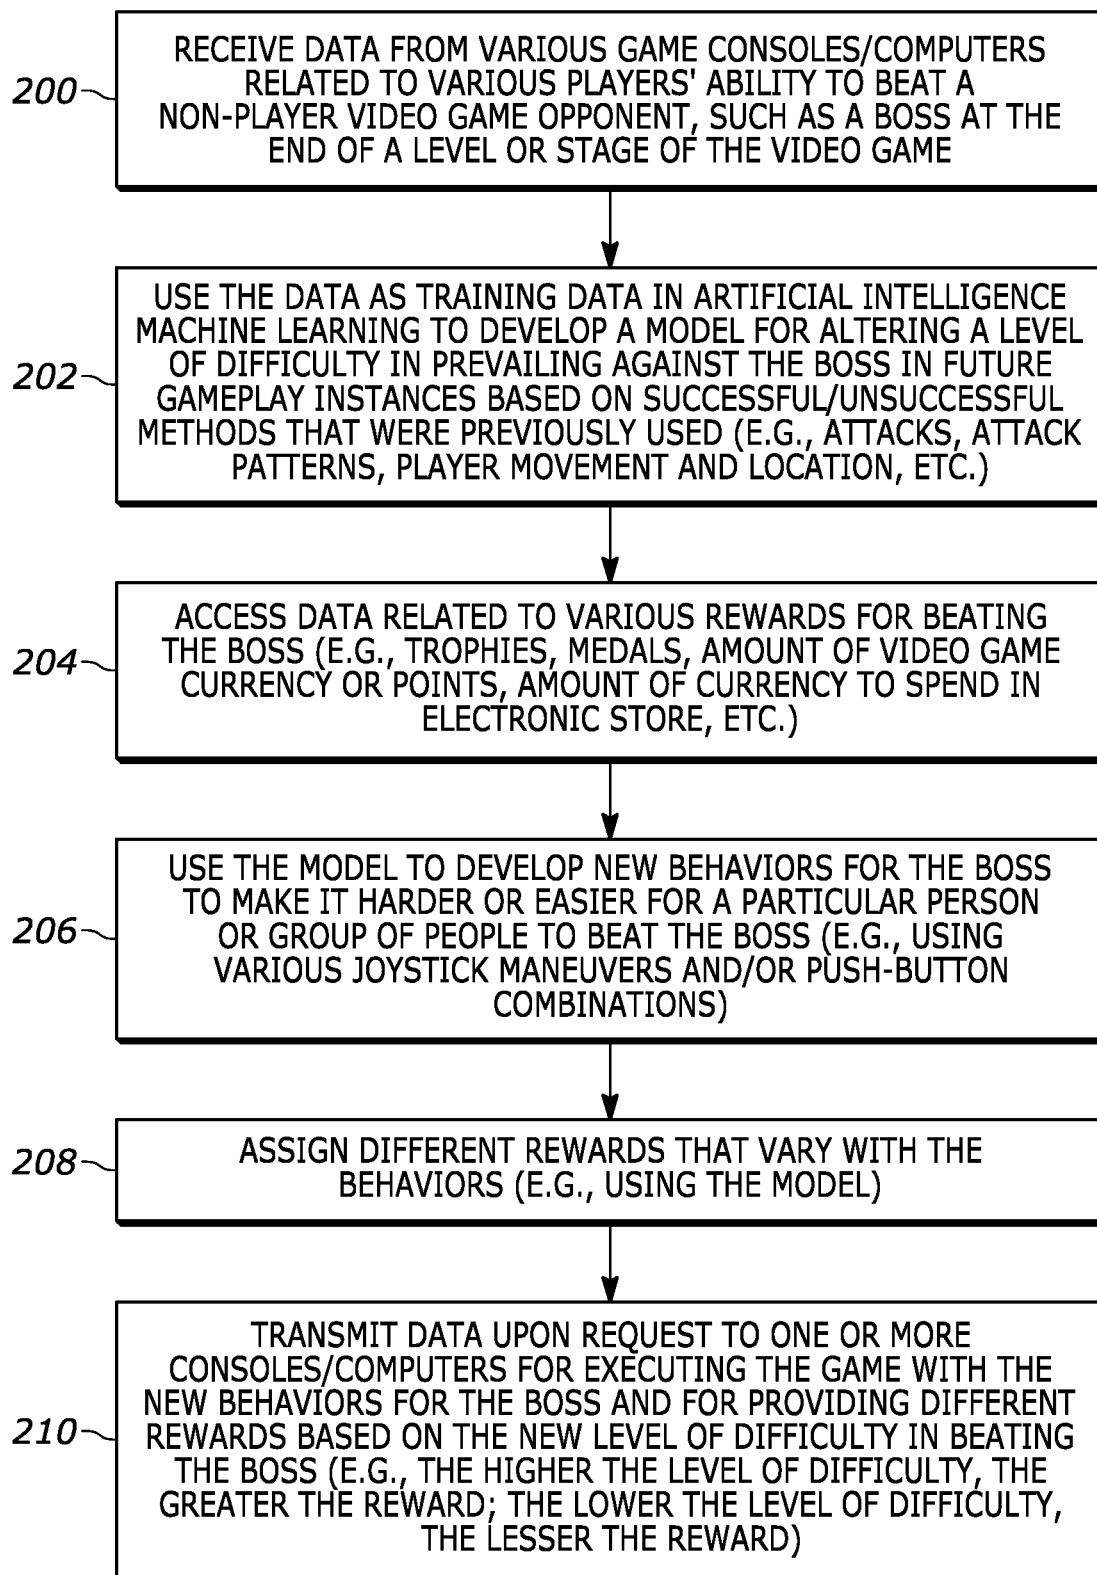 200
RECEIVE DATA FROM VARIOUS GAME CONSOLES/COMPUTERS
RELATED TO VARIOUS PLAYERS' ABILITY TO BEAT A
NON-PLAYER VIDEO GAME OPPONENT, SUCH AS A BOSS AT THE
END OF A LEVEL OR STAGE OF THE VIDEO GAME
202
USE THE DATA AS TRAINING DATA IN ARTIFICIAL INTELLIGENCE
MACHINE LEARNING TO DEVELOP A MODEL FOR ALTERING A LEVEL
OF DIFFICULTY IN PREVAILING AGAINST THE BOSS IN FUTURE
GAMEPLAY INSTANCES BASED ON SUCCESSFUL/UNSUCCESSFUL
METHODS THAT WERE PREVIOUSLY USED (E.G., ATTACKS, ATTACK
PATTERNS, PLAYER MOVEMENT AND LOCATION, ETC.)
204
ACCESS DATA RELATED TO VARIOUS REWARDS FOR BEATING
THE BOSS (E.G., TROPHIES, MEDALS, AMOUNT OF VIDEO GAME
CURRENCY OR POINTS, AMOUNT OF CURRENCY TO SPEND IN
ELECTRONIC STORE, ETC.)
206
USE THE MODEL TO DEVELOP NEW BEHAVIORS FOR THE BOSS
TO MAKE IT HARDER OR EASIER FOR A PARTICULAR PERSON
OR GROUP OF PEOPLE TO BEAT THE BOSS (E.G., USING
VARIOUS JOYSTICK MANEUVERS AND/OR PUSH-BUTTON
COMBINATIONS)
208
ASSIGN DIFFERENT REWARDS THAT VARY WITH THE
BEHAVIORS (E.G., USING THE MODEL)
210
TRANSMIT DATA UPON REQUEST TO ONE OR MORE
CONSOLES/COMPUTERS FOR EXECUTING THE GAME WITH THE
NEW BEHAVIORS FOR THE BOSS AND FOR PROVIDING DIFFERENT
REWARDS BASED ON THE NEW LEVEL OF DIFFICULTY IN BEATING
THE BOSS (E.G., THE HIGHER THE LEVEL OF DIFFICULTY, THE
GREATER THE REWARD; THE LOWER THE LEVEL OF DIFFICULTY,
THE LESSER THE REWARD)